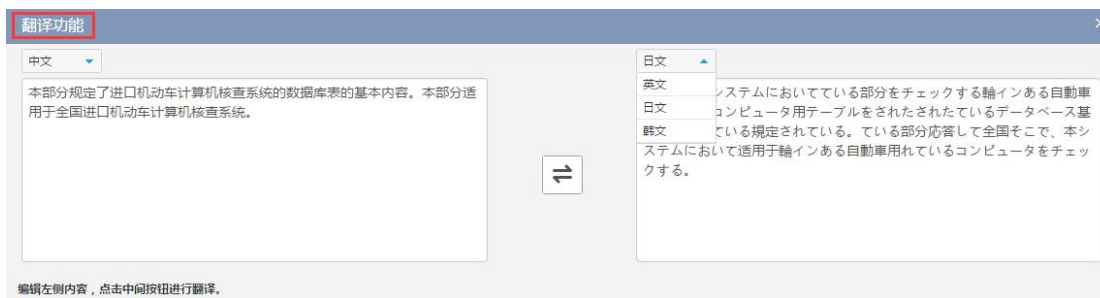 翻译功能
中文
本部分规定了进口机动车计算机核查系统的数据库表的基本内容。本部分适
用于全国进口机动车计算机核查系统。
日文
英文
日文
韩文
システムにおいてている部分をチェックする輪インある自動車
コンピュータ用テーブルをされたされたているデータベース基
ている規定されている。ている部分応答して全国そこで、本シ
ステムにおいて适用于輪インある自動車用れているコンピュータをチェッ
クする。
编辑左侧内容，点击中间按钮进行翻译。